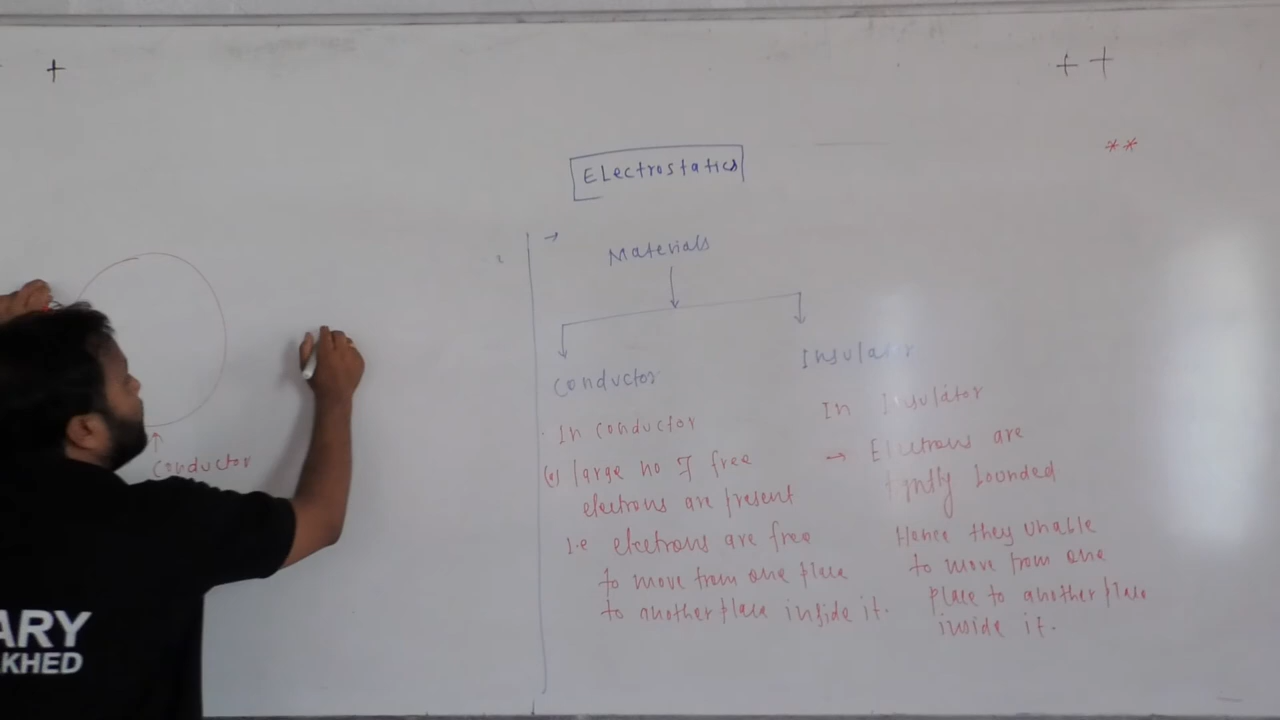 +
+ +
**
Electrostatics
→ Materials
Conductor
Insulator
In conductor
(•) large no of free
electrons are present
i.e electrons are free
to move from one place
to another place inside it.
In Insulator
→ Electrons are
tightly bounded
Hence they unable
to move from one
place to another place
inside it.
Conductor
ARY
KHED